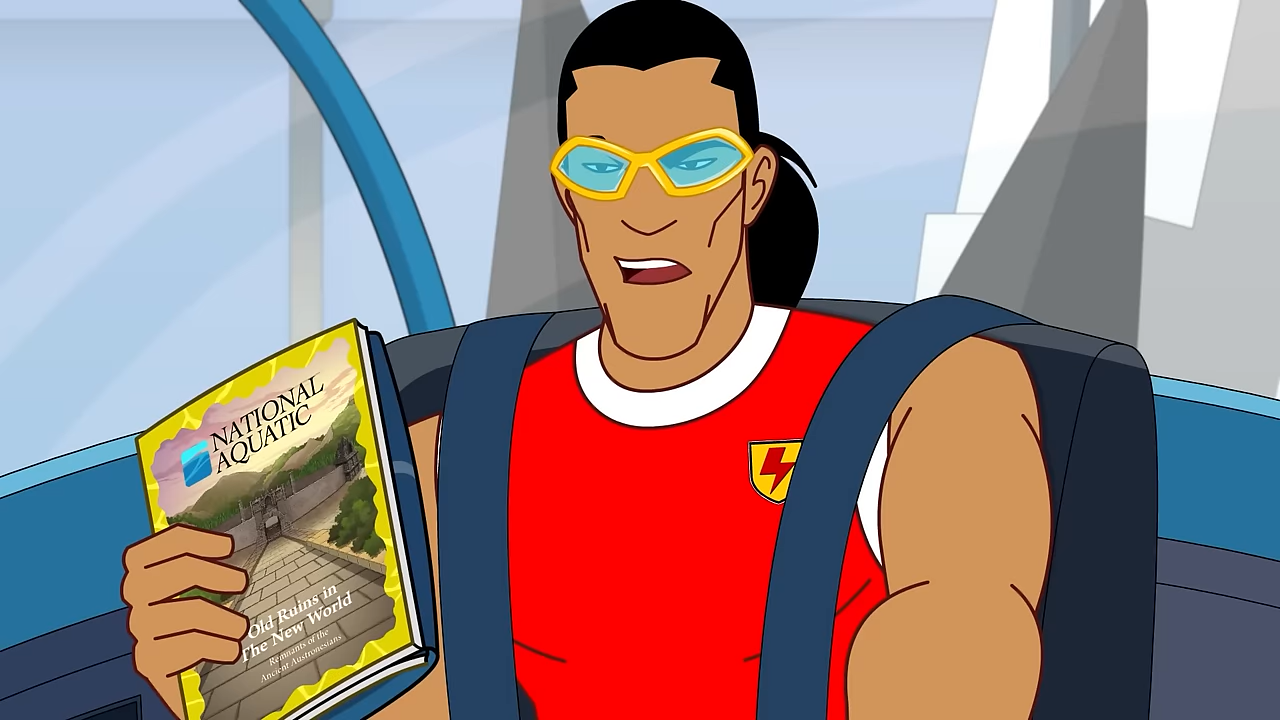 NATIONAL
AQUATIC
Old Ruins in
The New World
Remnants of the
Ancient Austronesians